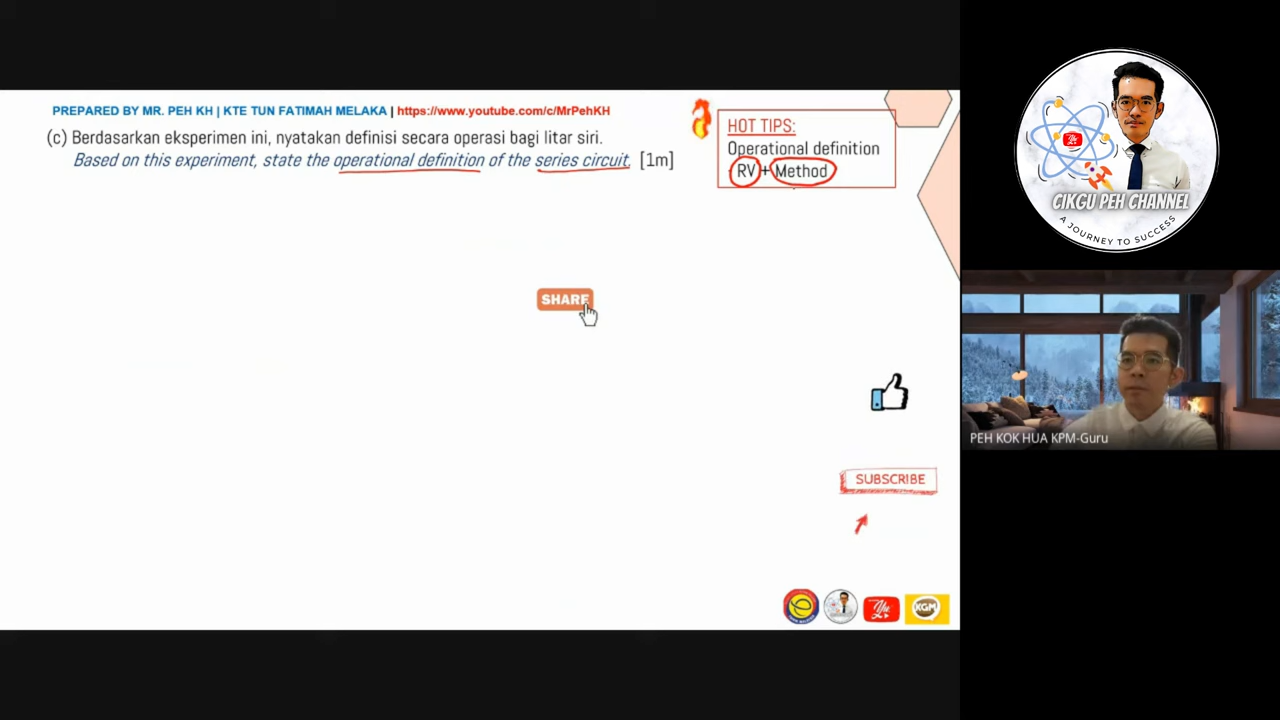 PREPARED BY MR. PEH KH | KTE TUN FATIMAH MELAKA | https://www.youtube.com/c/MrPehKH
(c) Berdasarkan eksperimen ini, nyatakan definisi secara operasi bagi litar siri.
Based on this experiment, state the operational definition of the series circuit. [1m]
HOT TIPS:
Operational definition
- RV + Method
SHARE
SUBSCRIBE
XGM
CIKGU PEH CHANNEL
A JOURNEY TO SUCCESS
PEH KOK HUA KPM-Guru